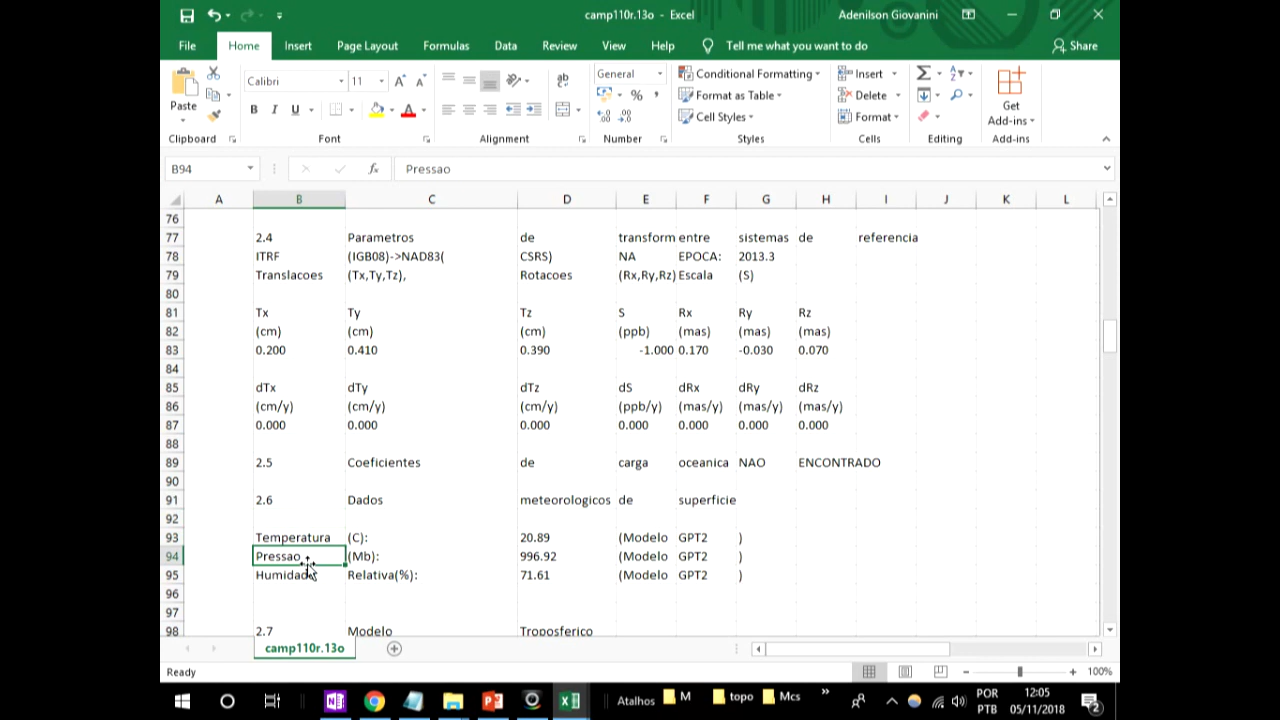 camp110r.13o - Excel
Adenilson Giovanini
File Home Insert Page Layout Formulas Data Review View Help Tell me what you want to do Share
Calibri 11 General Conditional Formatting Insert
Paste B I U % Format as Table Delete Get
Cell Styles Format Add-ins
Clipboard Font Alignment Number Styles Cells Editing Add-ins
B94 fx Pressao
A B C D E F G H I J K L
76
77 2.4 Parametros de transform entre sistemas de referencia
78 ITRF (IGB08)->NAD83( CSRS) NA EPOCA: 2013.3
79 Translacoes (Tx,Ty,Tz), Rotacoes (Rx,Ry,Rz) Escala (S)
80
81 Tx Ty Tz S Rx Ry Rz
82 (cm) (cm) (cm) (ppb) (mas) (mas) (mas)
83 0.200 0.410 0.390 -1.000 0.170 -0.030 0.070
84
85 dTx dTy dTz dS dRx dRy dRz
86 (cm/y) (cm/y) (cm/y) (ppb/y) (mas/y) (mas/y) (mas/y)
87 0.000 0.000 0.000 0.000 0.000 0.000 0.000
88
89 2.5 Coeficientes de carga oceanica NAO ENCONTRADO
90
91 2.6 Dados meteorologicos de superficie
92
93 Temperatura (C): 20.89 (Modelo GPT2 )
94 Pressao (Mb): 996.92 (Modelo GPT2 )
95 Humidade Relativa(%): 71.61 (Modelo GPT2 )
96
97
98 2.7 Modelo Troposferico
camp110r.13o
Ready 100%
Atalhos M topo Mcs » POR 12:05
PTB 05/11/2018 2